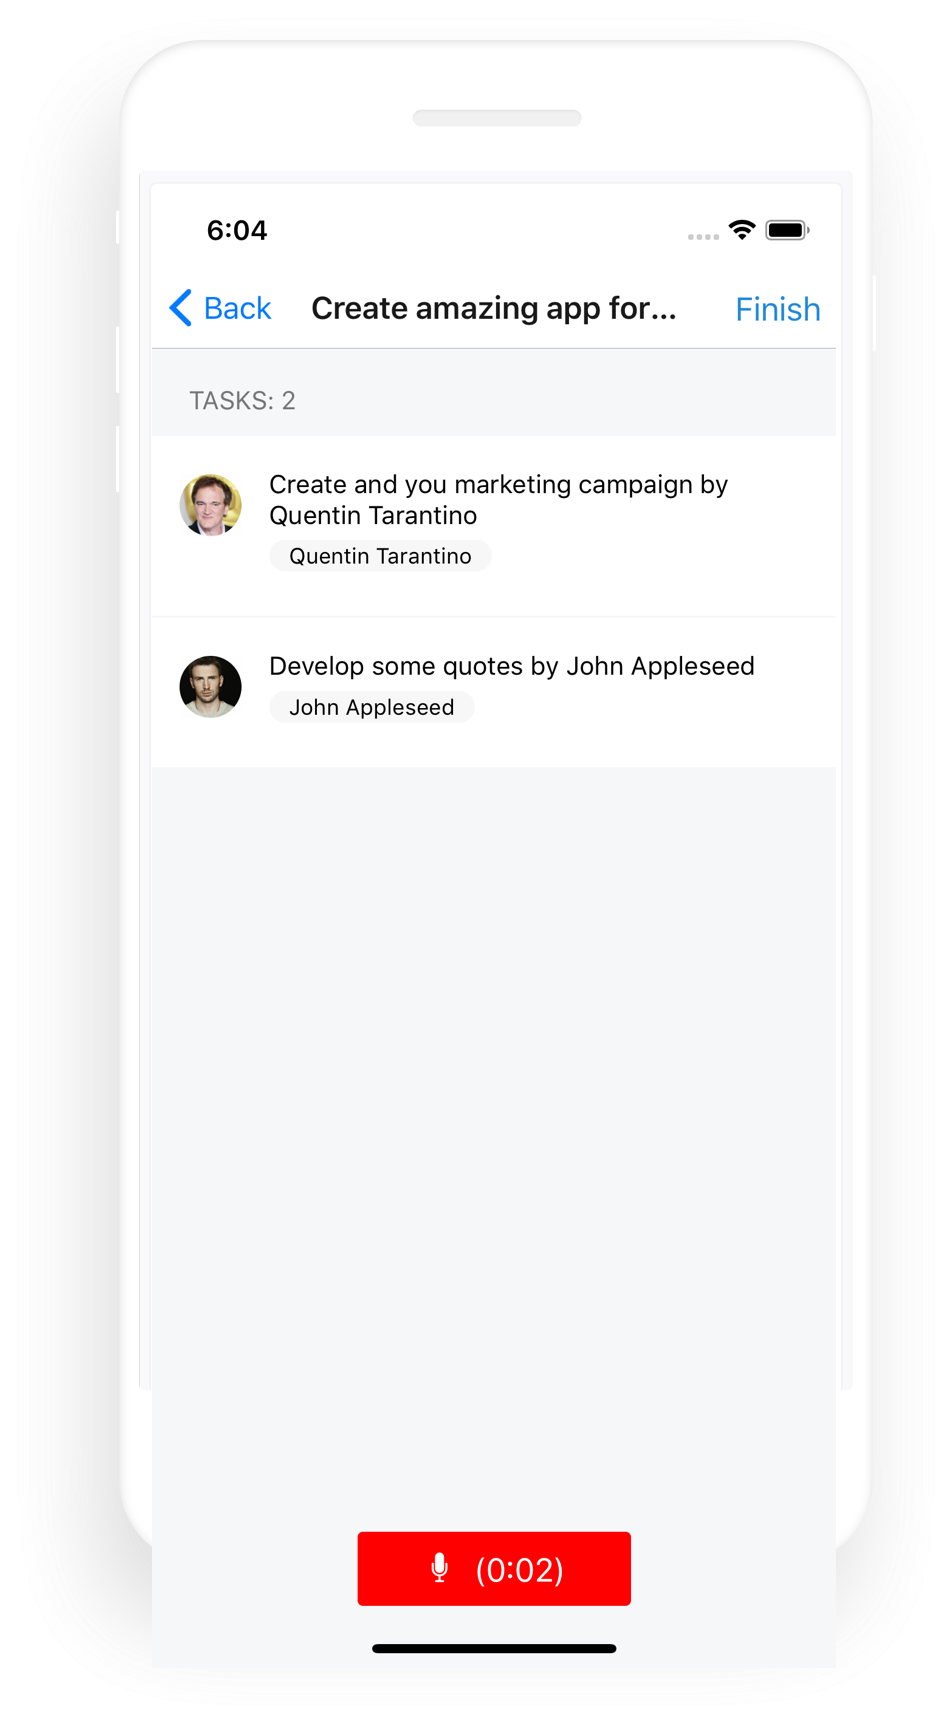 6:04
Back Create amazing app for... Finish
TASKS: 2
Create and you marketing campaign by
Quentin Tarantino
Quentin Tarantino
Develop some quotes by John Appleseed
John Appleseed
(0:02)